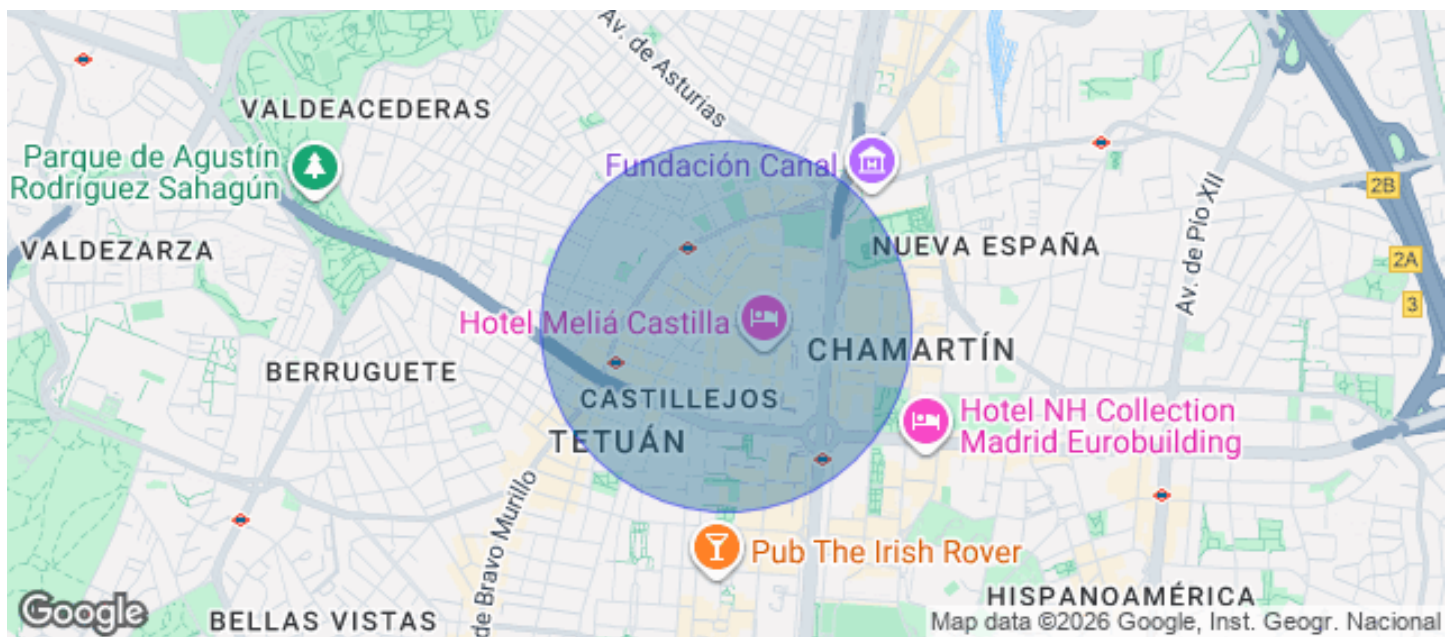 Av. de Asturias
VALDEACEDERAS
Parque de Agustín
Rodríguez Sahagún
Fundación Canal
2B
Av. de Pío XII
VALDEZARZA
NUEVA ESPAÑA
2A
3
Hotel Meliá Castilla
CHAMARTÍN
BERRUGUETE
CASTILLEJOS
Hotel NH Collection
Madrid Eurobuilding
TETUÁN
de Bravo Murillo
Pub The Irish Rover
HISPANOAMÉRICA
Google
BELLAS VISTAS
Map data ©2026 Google, Inst. Geogr. Nacional